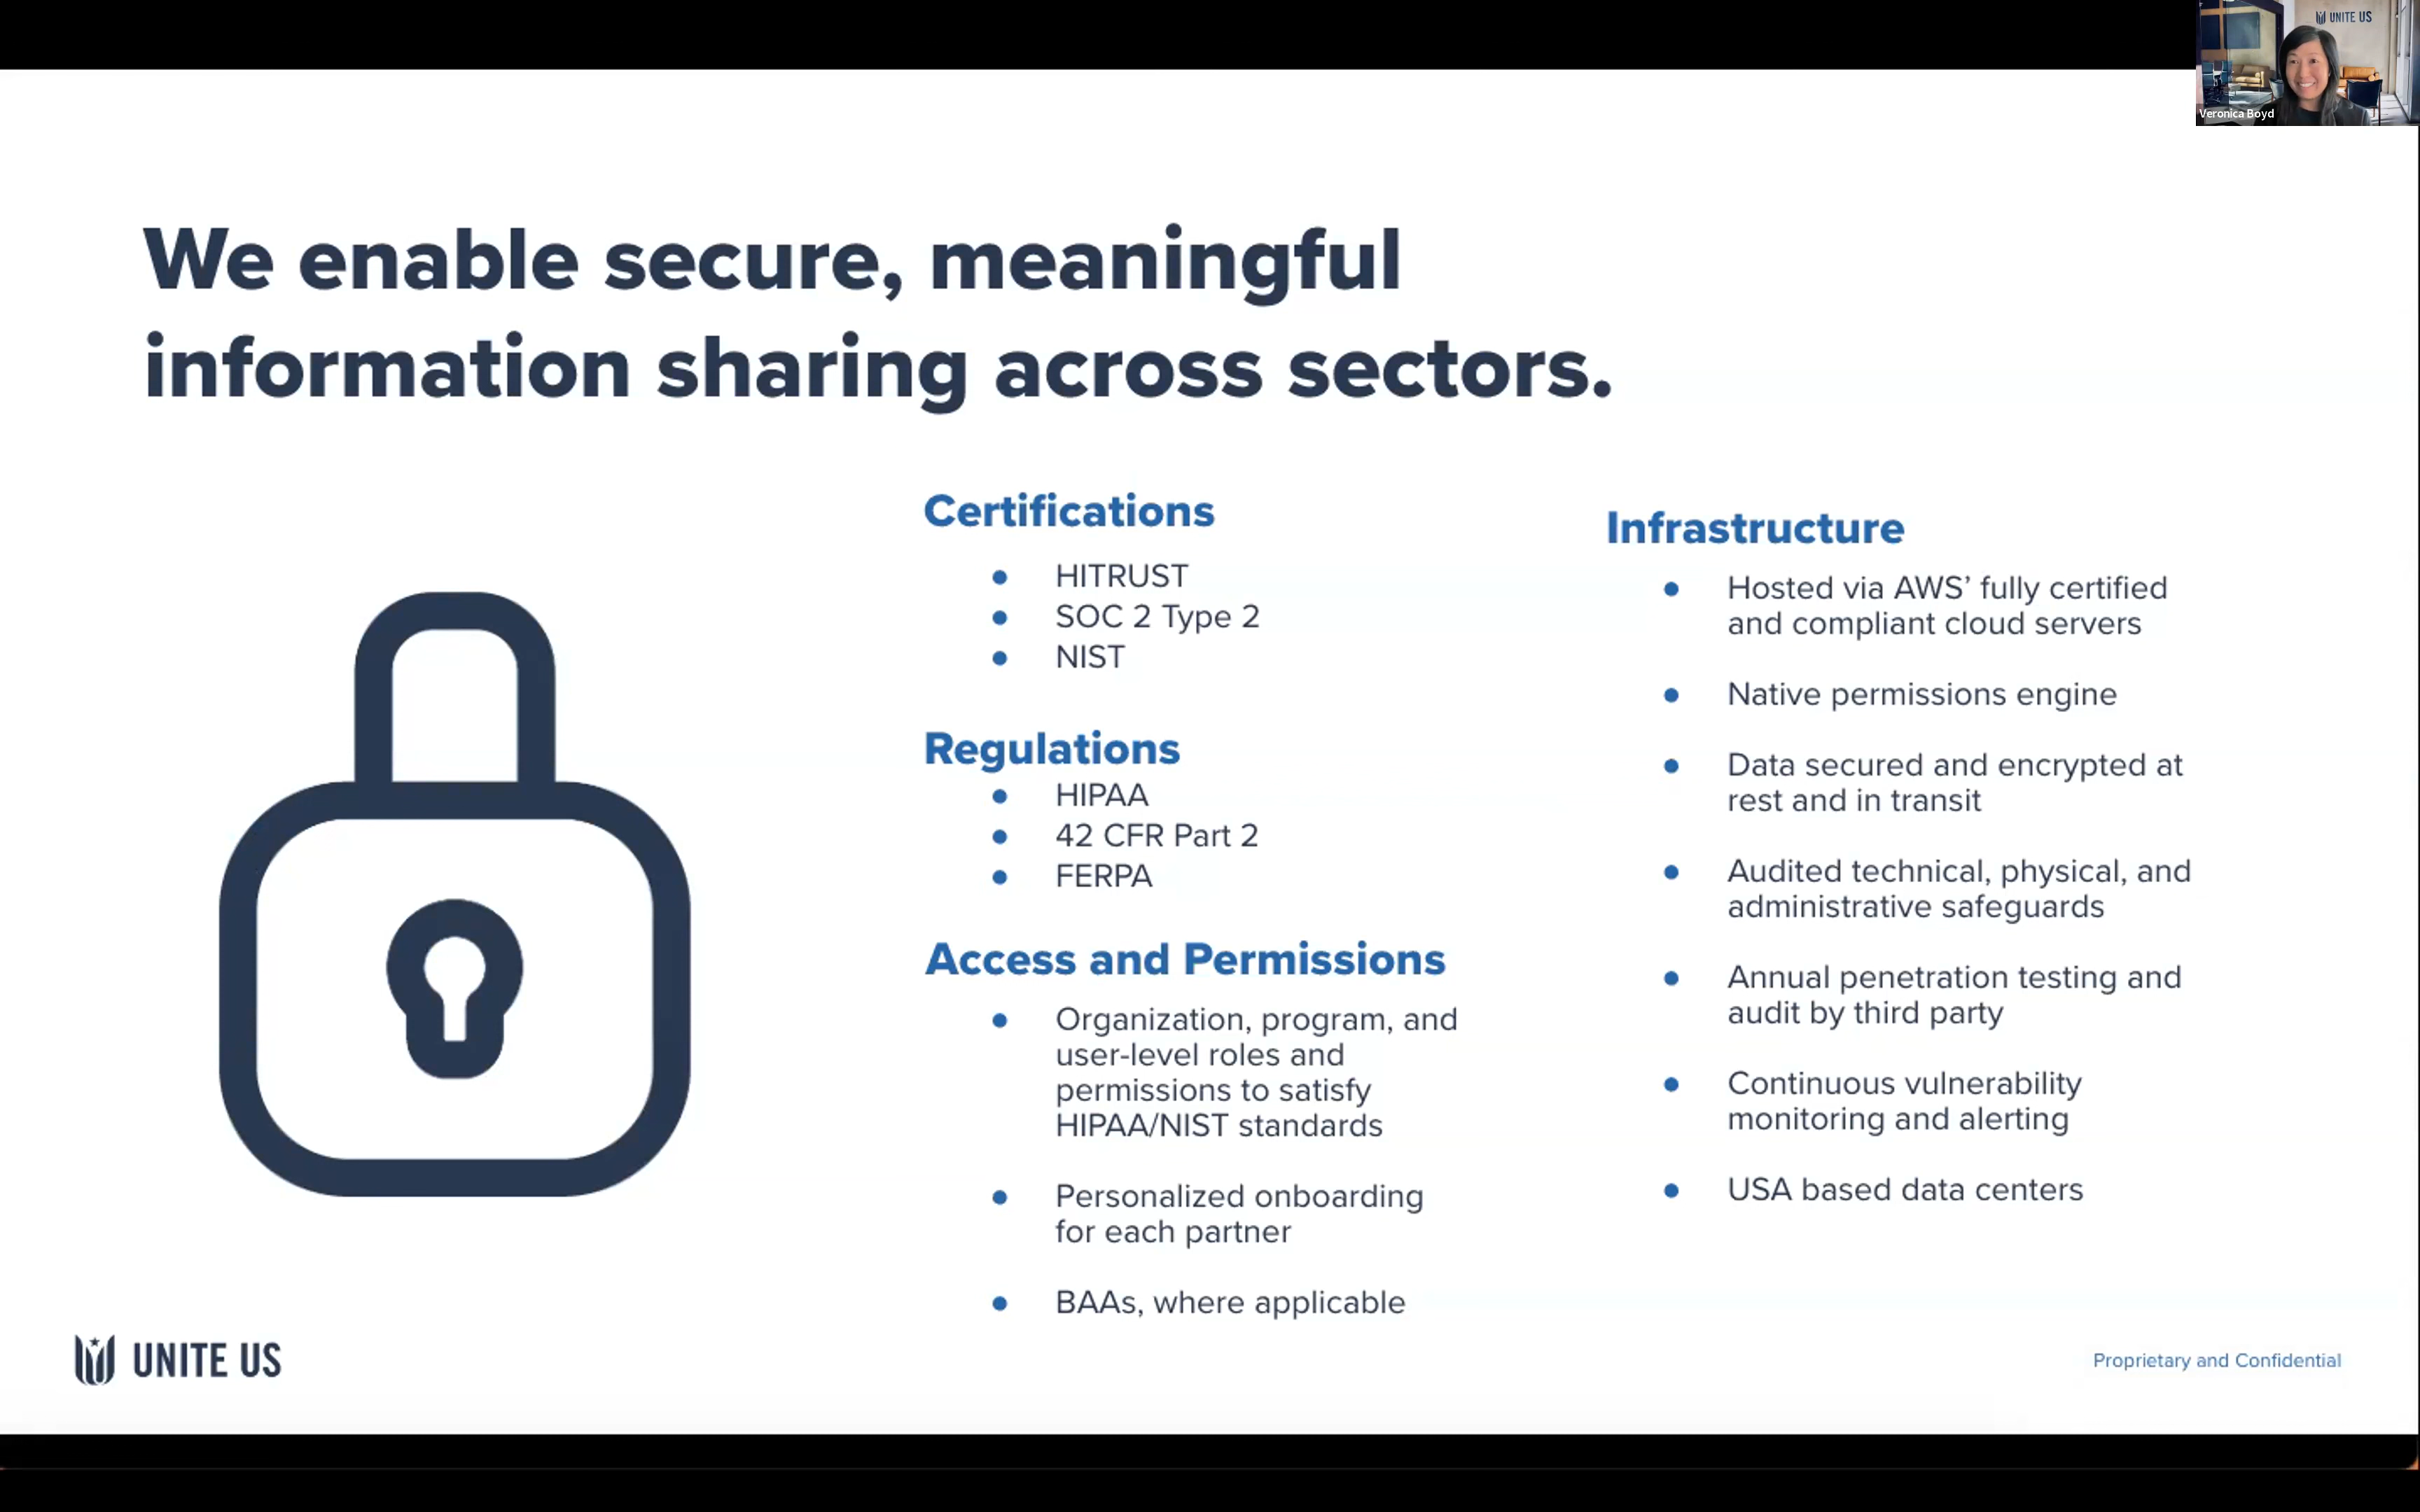 UNITE US
Veronica Boyd
We enable secure, meaningful
information sharing across sectors.
Certifications
HITRUST
SOC 2 Type 2
NIST
Regulations
HIPAA
42 CFR Part 2
FERPA
Access and Permissions
Organization, program, and
user-level roles and
permissions to satisfy
HIPAA/NIST standards
Personalized onboarding
for each partner
BAAs, where applicable
Infrastructure
Hosted via AWS’ fully certified
and compliant cloud servers
Native permissions engine
Data secured and encrypted at
rest and in transit
Audited technical, physical, and
administrative safeguards
Annual penetration testing and
audit by third party
Continuous vulnerability
monitoring and alerting
USA based data centers
UNITE US
Proprietary and Confidential